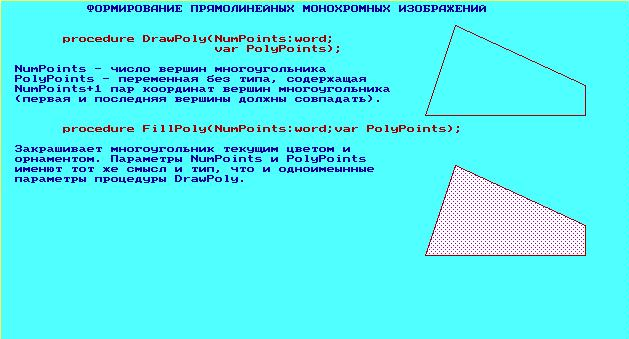 ФОРМИРОВАНИЕ ПРЯМОЛИНЕЙНЫХ МОНОХРОМНЫХ ИЗОБРАЖЕНИЙ
procedure DrawPoly(NumPoints:word;
var PolyPoints);
NumPoints - число вершин многоугольника
PolyPoints - переменная без типа, содержащая
NumPoints+1 пар координат вершин многоугольника
(первая и последняя вершины должны совпадать).
procedure FillPoly(NumPoints:word;var PolyPoints);
Закрашивает многоугольник текущим цветом и
орнаментом. Параметры NumPoints и PolyPoints
имеют тот же смысл и тип, что и одноимеынные
параметры процедуры DrawPoly.